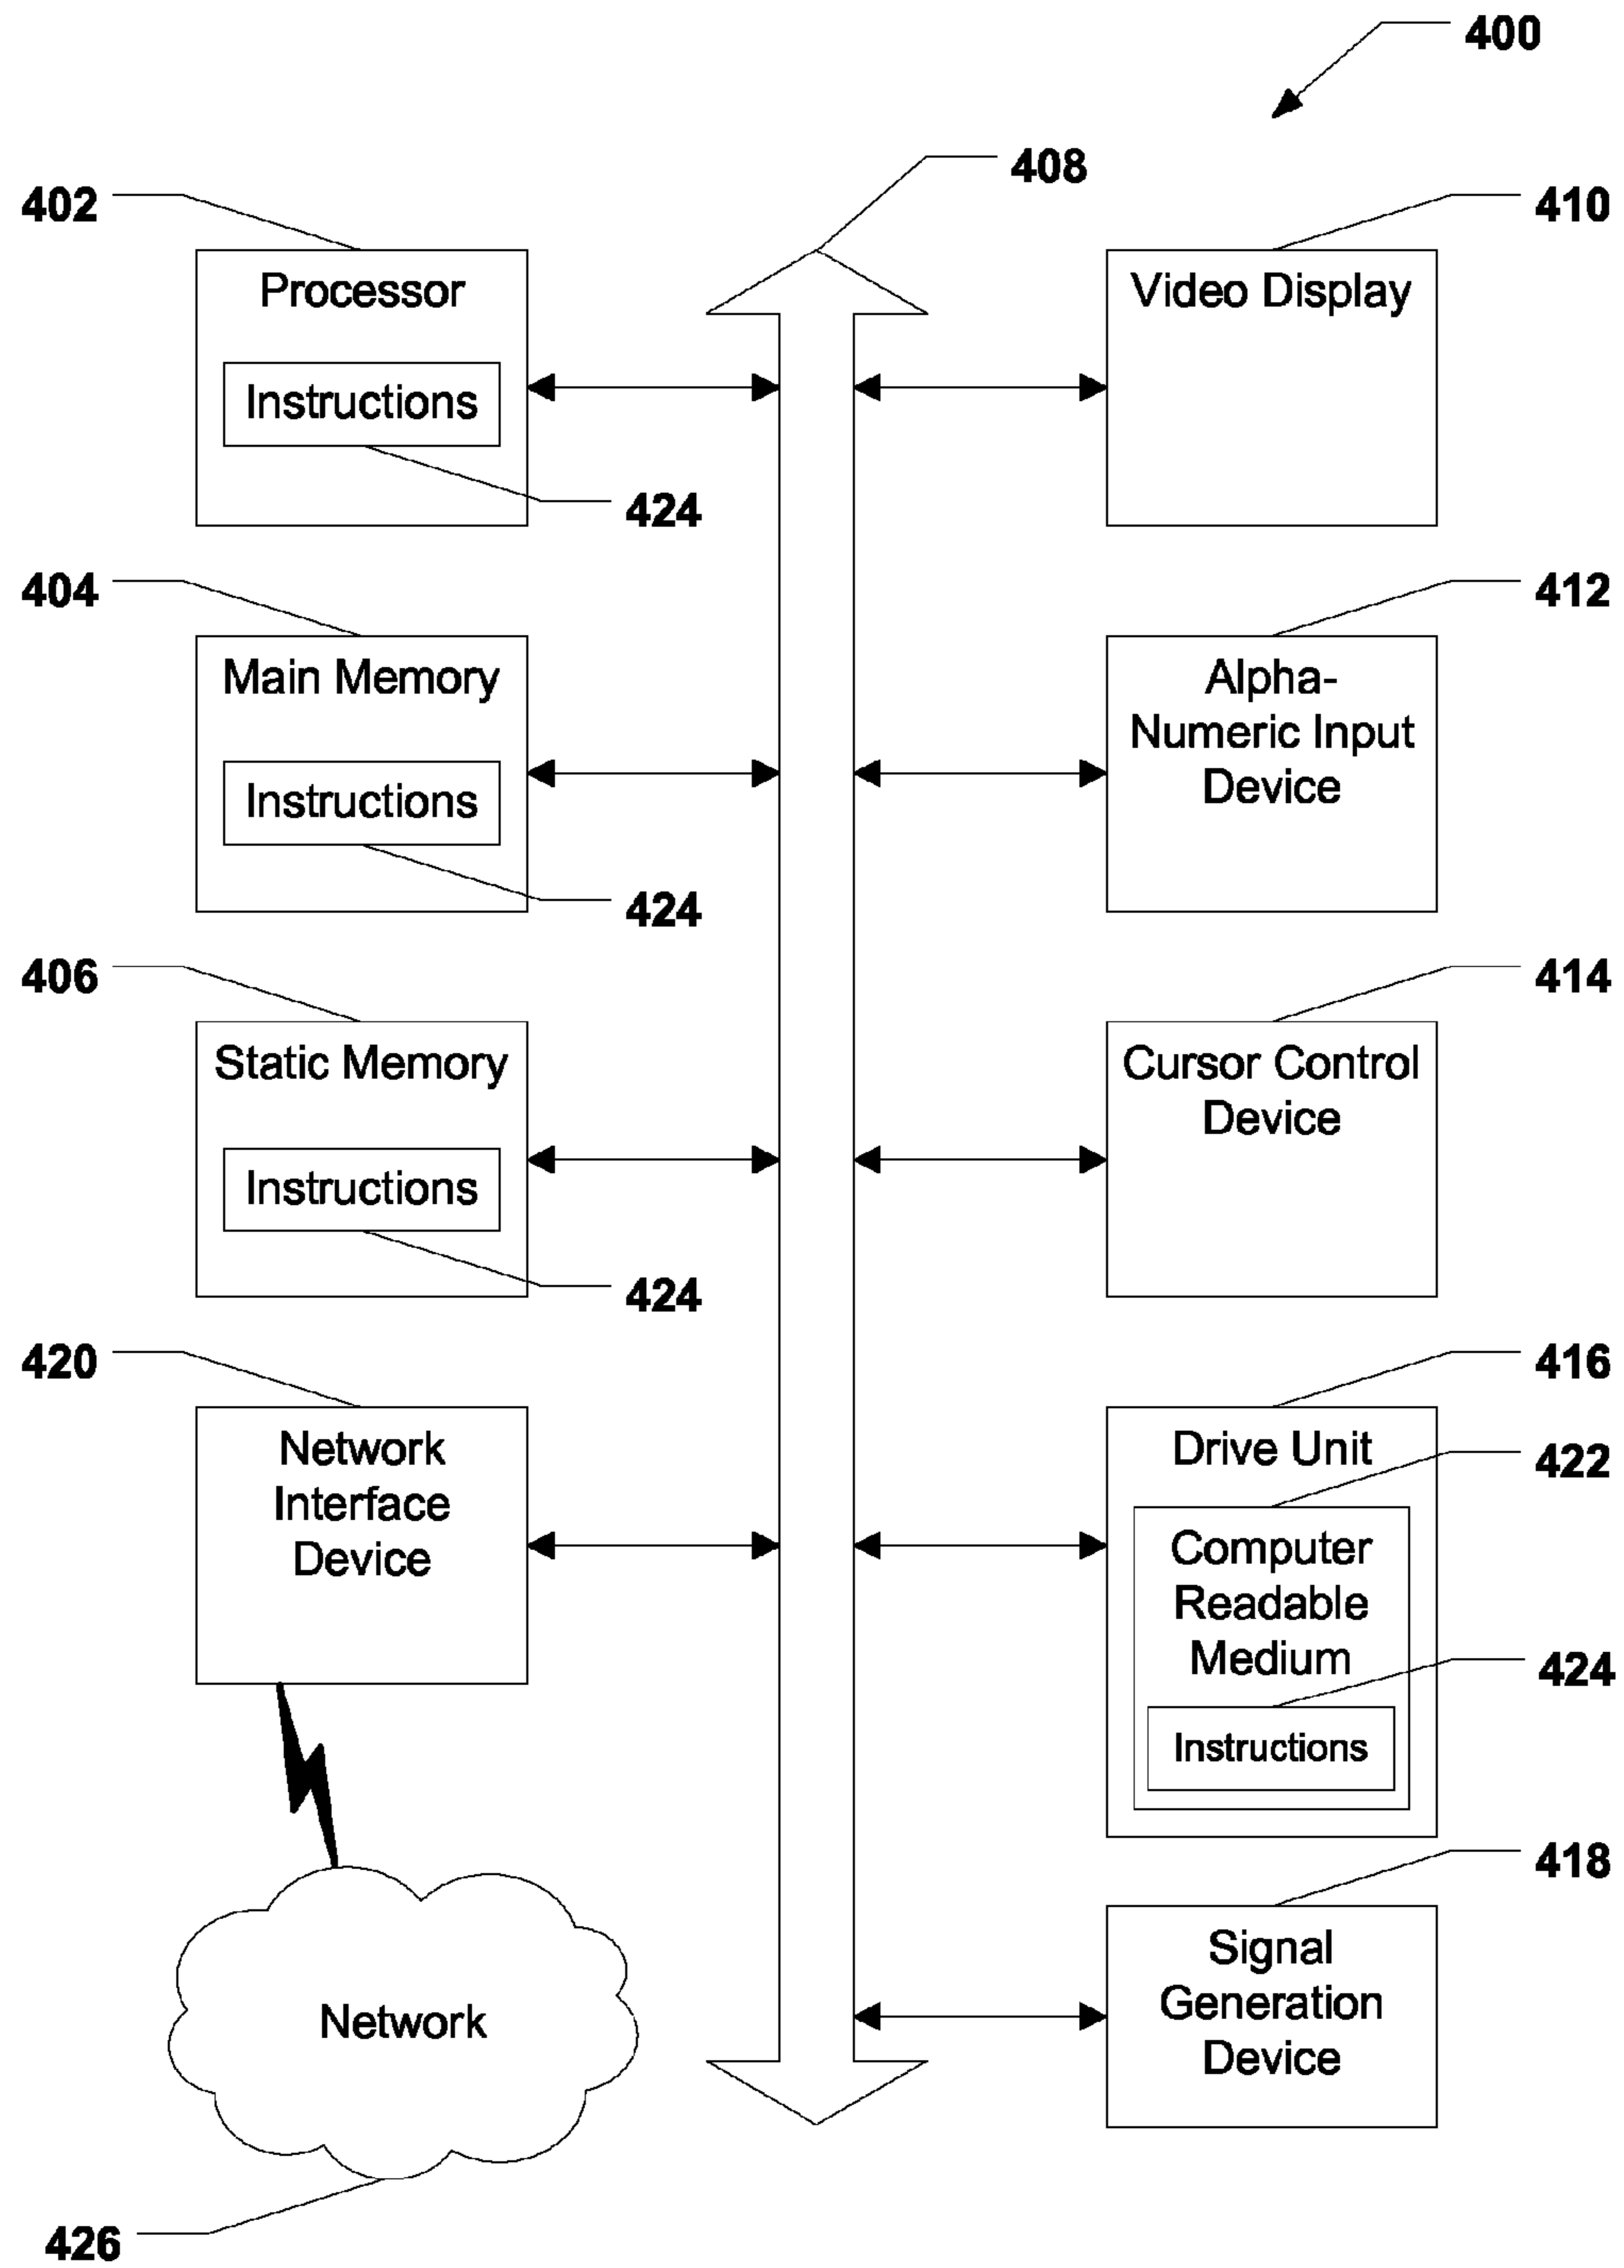 400
408
402
410
Processor
Instructions
424
Video Display
404
412
Main Memory
Instructions
424
Alpha-
Numeric Input
Device
406
414
Static Memory
Instructions
424
Cursor Control
Device
420
416
Network
Interface
Device
Drive Unit
422
Computer
Readable
Medium
424
Instructions
418
Signal
Generation
Device
Network
426